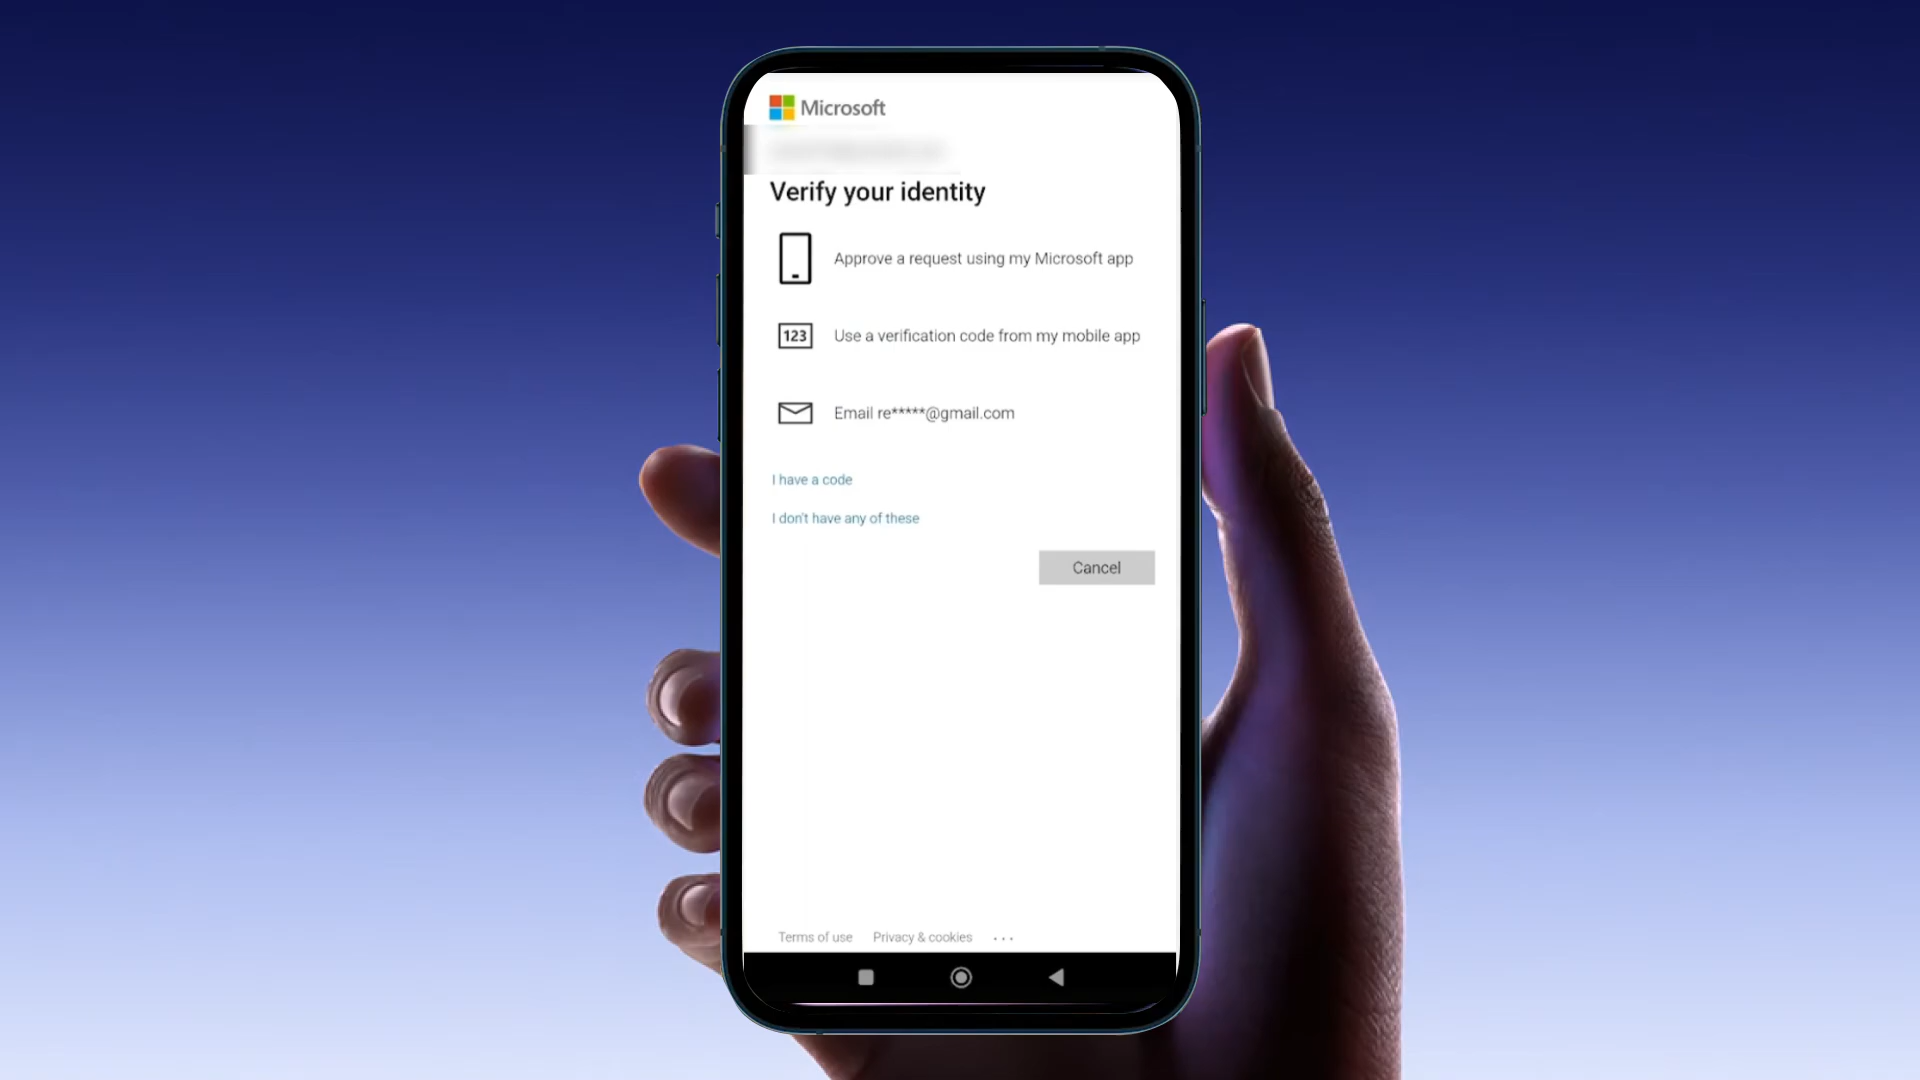 Microsoft
Verify your identity
Approve a request using my Microsoft app
123
Use a verification code from my mobile app
Email re*****@gmail.com
I have a code
I don't have any of these
Cancel
Terms of use Privacy & cookies ...